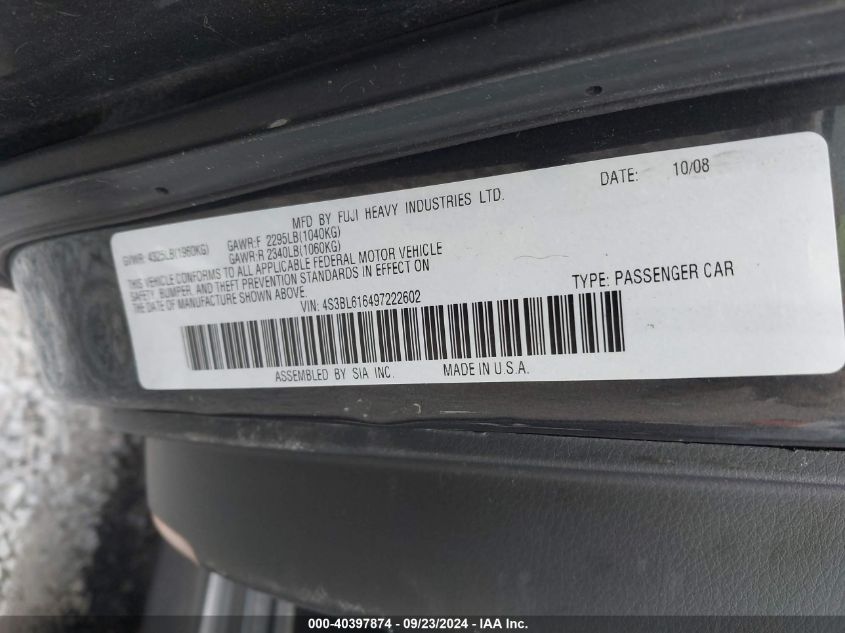 MFD BY FUJI HEAVY INDUSTRIES LTD. DATE: 10/08
GVWR: 4325LB(1960KG) GAWR:F 2295LB(1040KG)
GAWR:R 2340LB(1060KG)
THIS VEHICLE CONFORMS TO ALL APPLICABLE FEDERAL MOTOR VEHICLE
SAFETY, BUMPER, AND THEFT PREVENTION STANDARDS IN EFFECT ON
THE DATE OF MANUFACTURE SHOWN ABOVE.
VIN: 4S3BL616497222602 TYPE: PASSENGER CAR
ASSEMBLED BY SIA INC. MADE IN U.S.A.
000-40397874 / 09/23/2024 - IAA Inc.